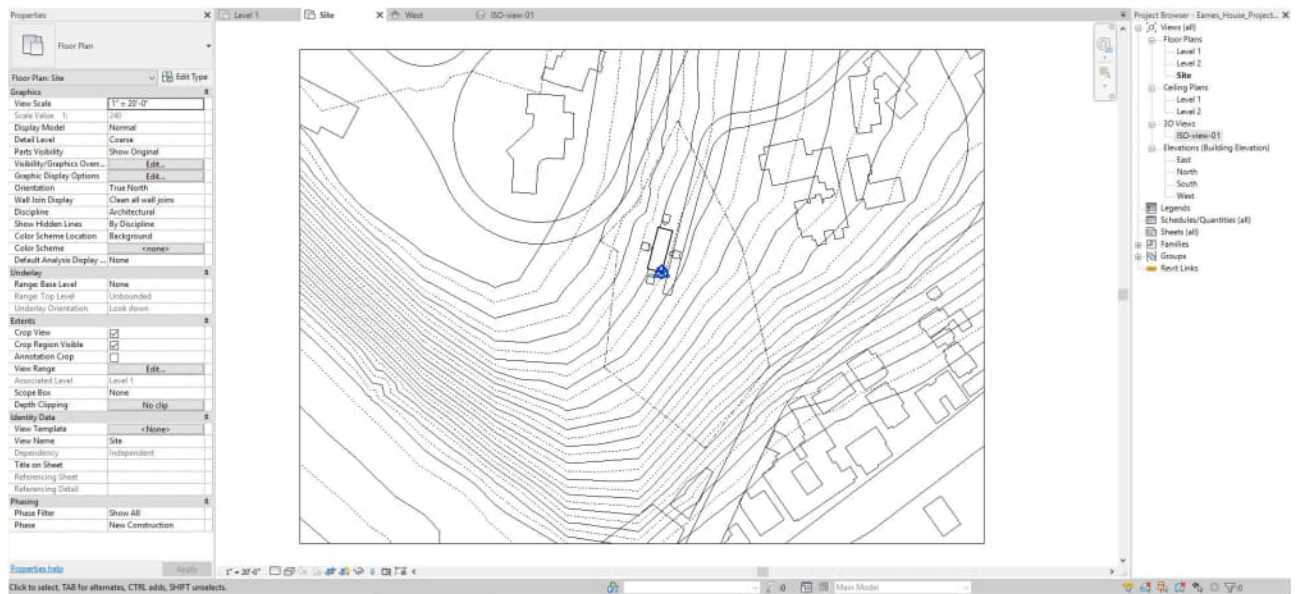 Properties
Floor Plan
Floor Plan: Site
Edit Type
Graphics
View Scale 1" = 20'-0"
Scale Value 1: 240
Display Model Normal
Detail Level Coarse
Parts Visibility Show Original
Visibility/Graphics Overr... Edit...
Graphic Display Options Edit...
Orientation True North
Wall Join Display Clean all wall joins
Discipline Architectural
Show Hidden Lines By Discipline
Color Scheme Location Background
Color Scheme <none>
Default Analysis Display ... None
Underlay
Range: Base Level None
Range: Top Level Unbounded
Underlay Orientation Look down
Extents
Crop View
Crop Region Visible
Annotation Crop
View Range Edit...
Associated Level Level 1
Scope Box None
Depth Clipping No clip
Identity Data
View Template <None>
View Name Site
Dependency Independent
Title on Sheet
Referencing Sheet
Referencing Detail
Phasing
Phase Filter Show All
Phase New Construction
Properties help Apply
Level 1 Site West ISO-view-01
1" = 20'-0"
Project Browser - Eames_House_Project...
Views (all)
Floor Plans
Level 1
Level 2
Site
Ceiling Plans
Level 1
Level 2
3D Views
ISO-view-01
Elevations (Building Elevation)
East
North
South
West
Legends
Schedules/Quantities (all)
Sheets (all)
Families
Groups
Revit Links
Click to select, TAB for alternates, CTRL adds, SHIFT unselects.
:0 Main Model :0